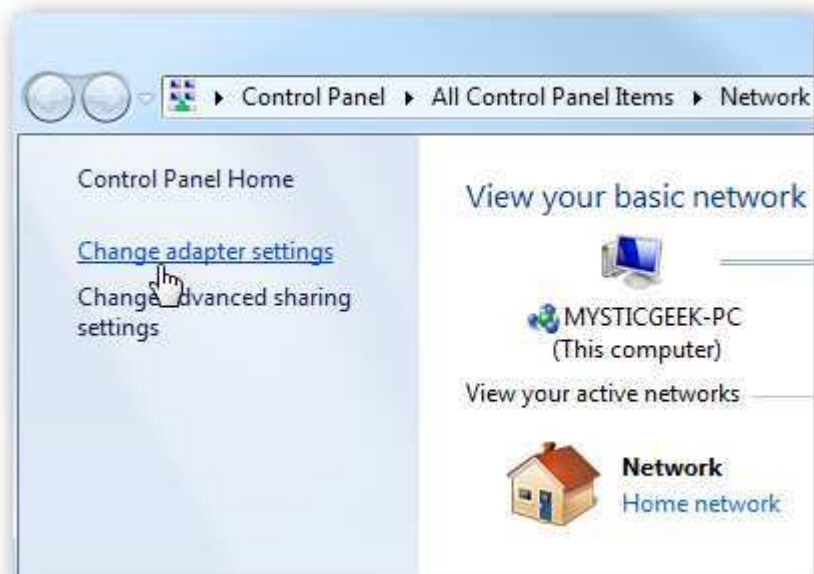 Control Panel ▸ All Control Panel Items ▸ Network
Control Panel Home
Change adapter settings
Change advanced sharing
settings
View your basic network
MYSTICGEEK-PC
(This computer)
View your active networks
Network
Home network